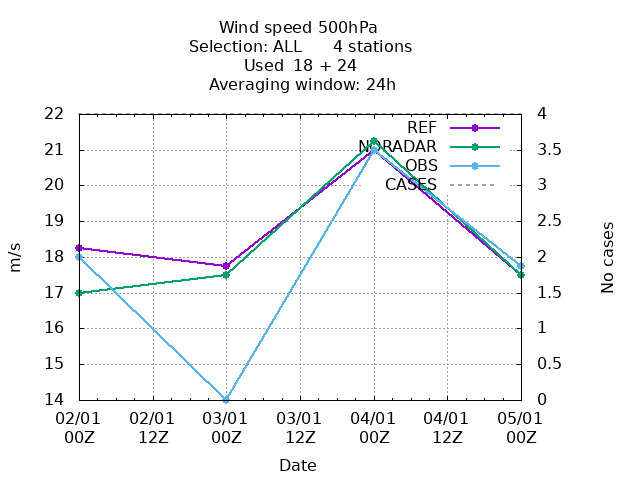 Wind speed 500hPa
Selection: ALL 4 stations
Used 18 + 24
Averaging window: 24h
22
21
20
19
18
17
16
15
14
4
3.5
3
2.5
2
1.5
1
0.5
0
REF
NORADAR
OBS
CASES
m/s
No cases
02/01 02/01 03/01 03/01 04/01 04/01 05/01
00Z 12Z 00Z 12Z 00Z 12Z 00Z
Date